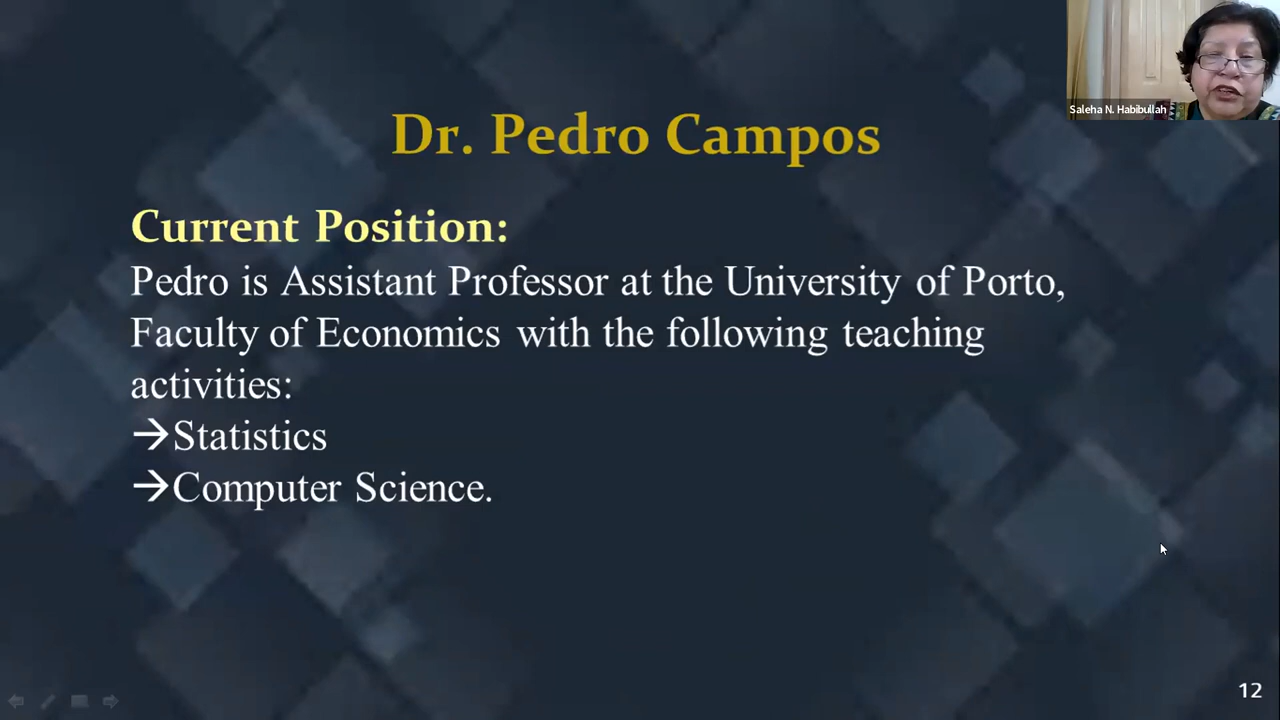 Saleha N. Habibullah
Dr. Pedro Campos
Current Position:
Pedro is Assistant Professor at the University of Porto,
Faculty of Economics with the following teaching
activities:
→Statistics
→Computer Science.
12